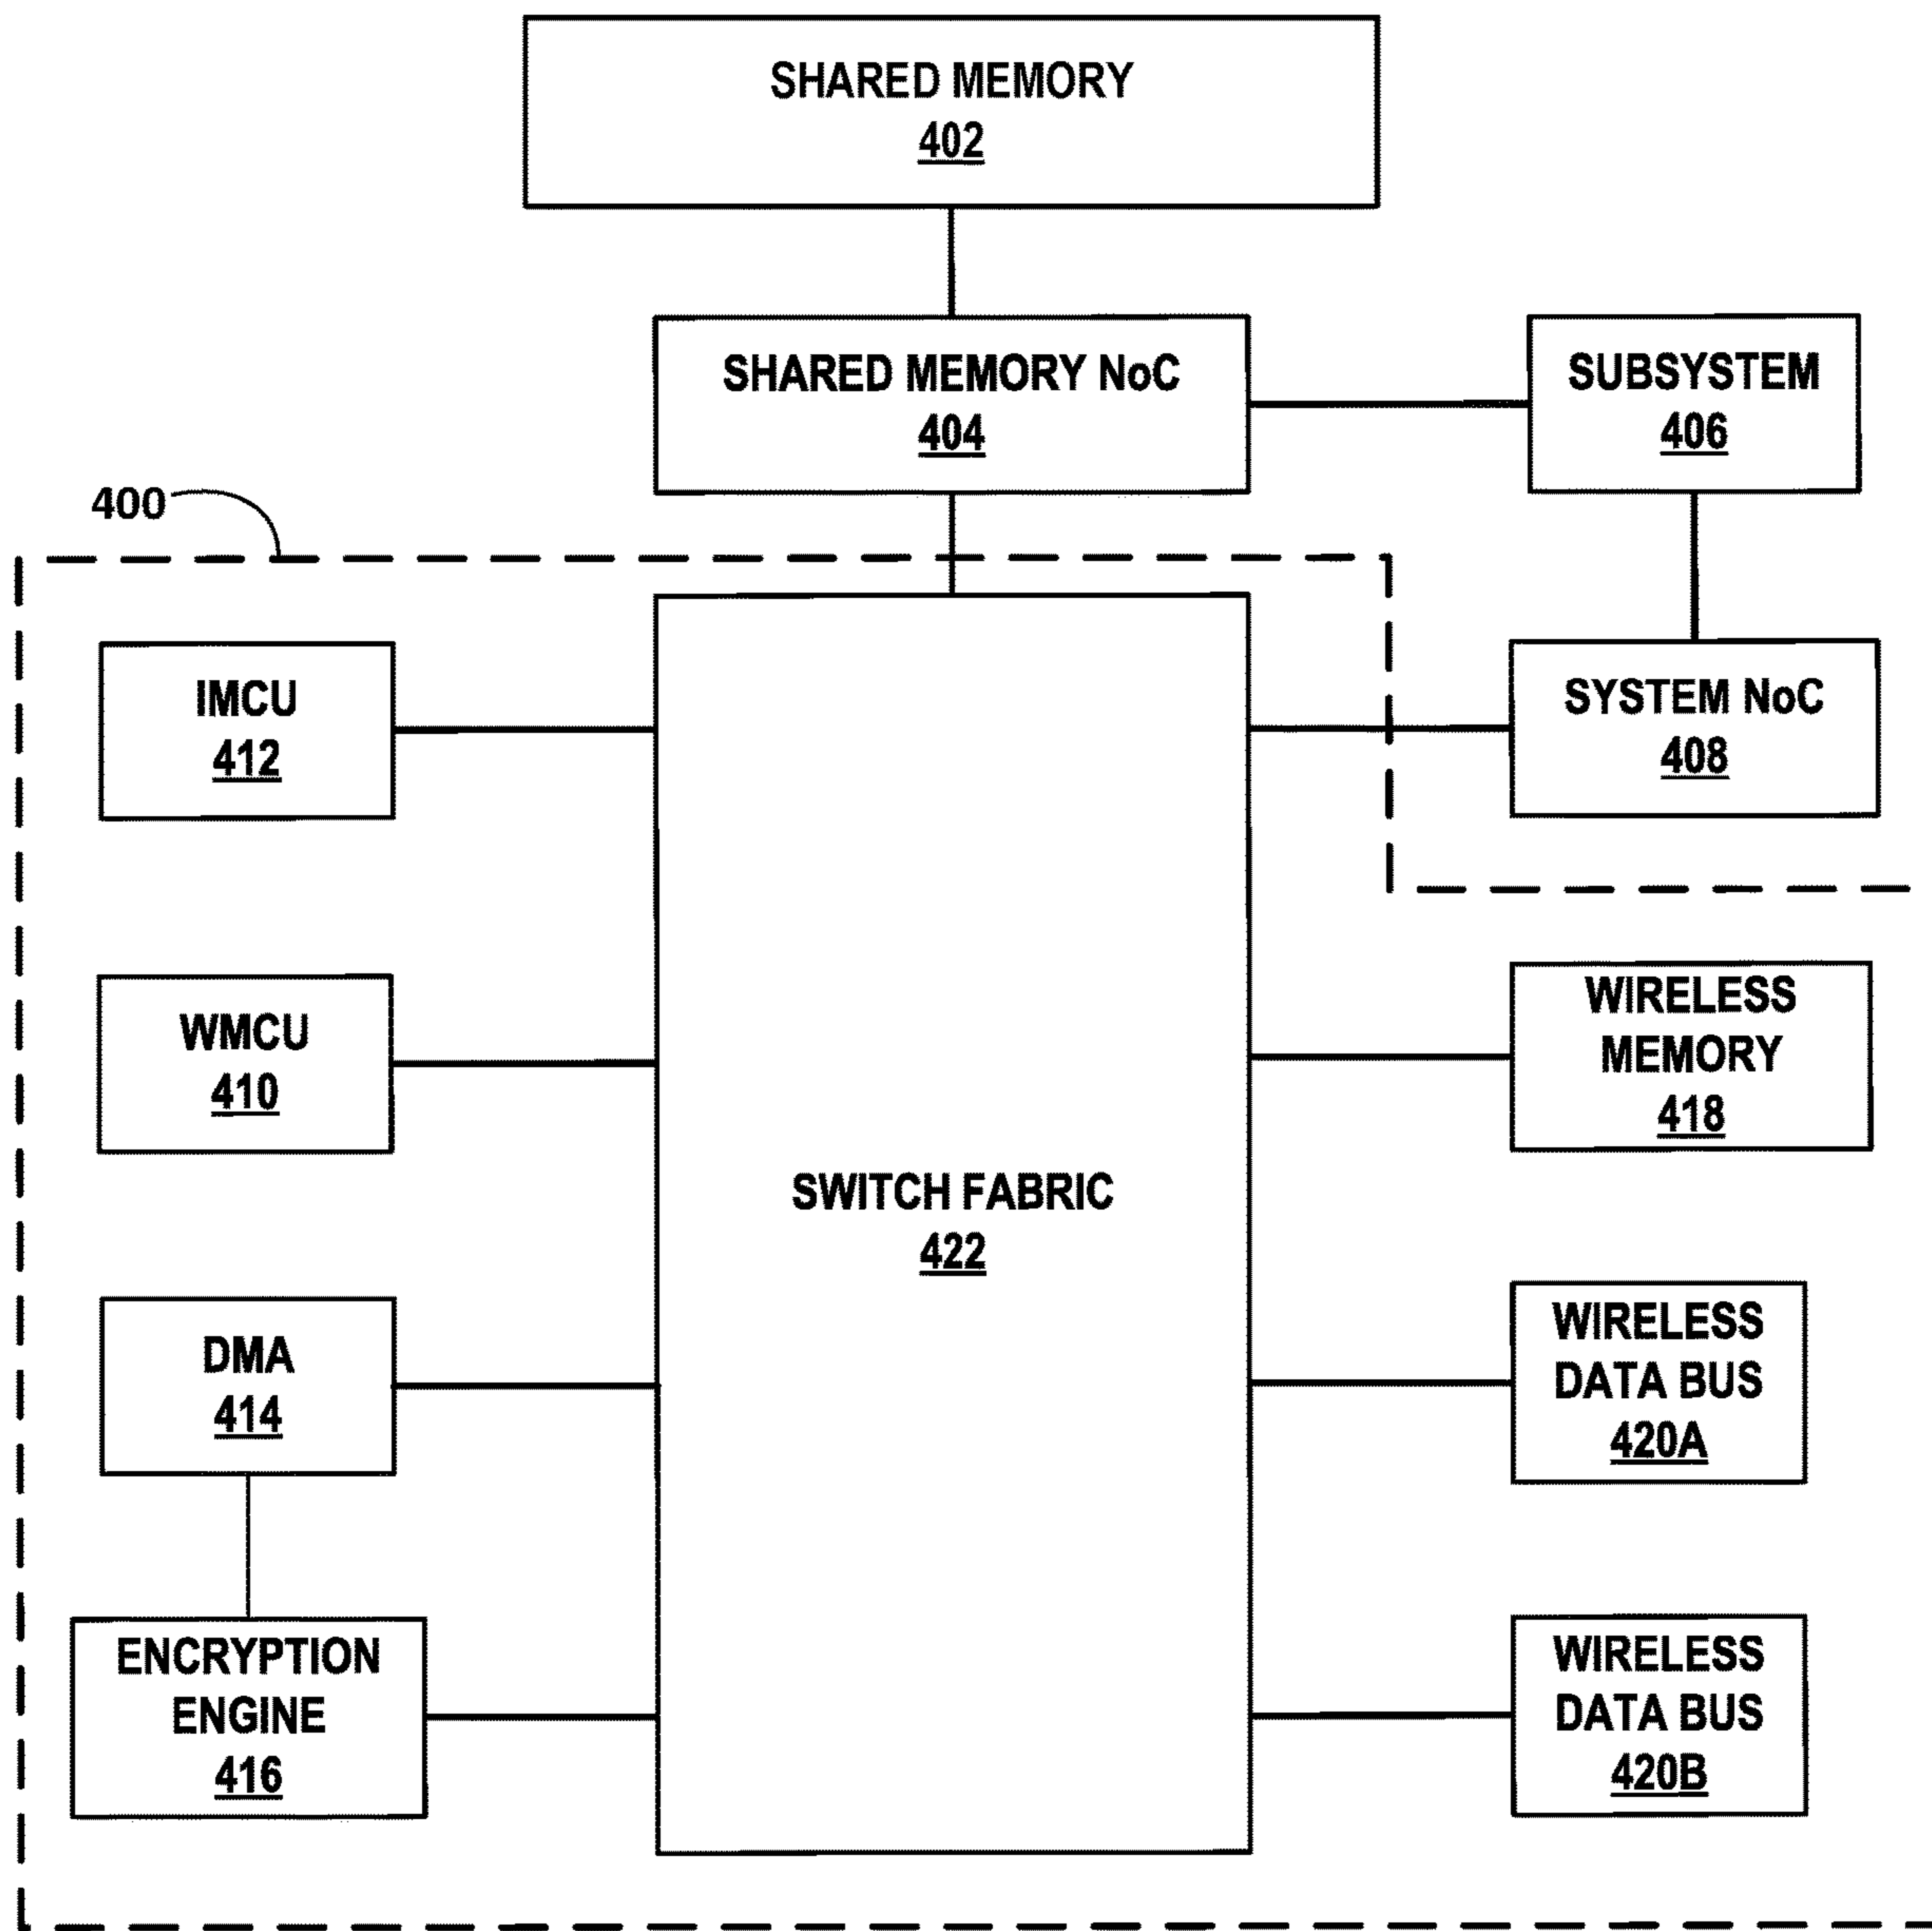 SHARED MEMORY
402
SHARED MEMORY NoC
404
SUBSYSTEM
406
400
IMCU
412
SYSTEM NoC
408
WMCU
410
WIRELESS
MEMORY
418
SWITCH FABRIC
422
DMA
414
WIRELESS
DATA BUS
420A
ENCRYPTION
ENGINE
416
WIRELESS
DATA BUS
420B